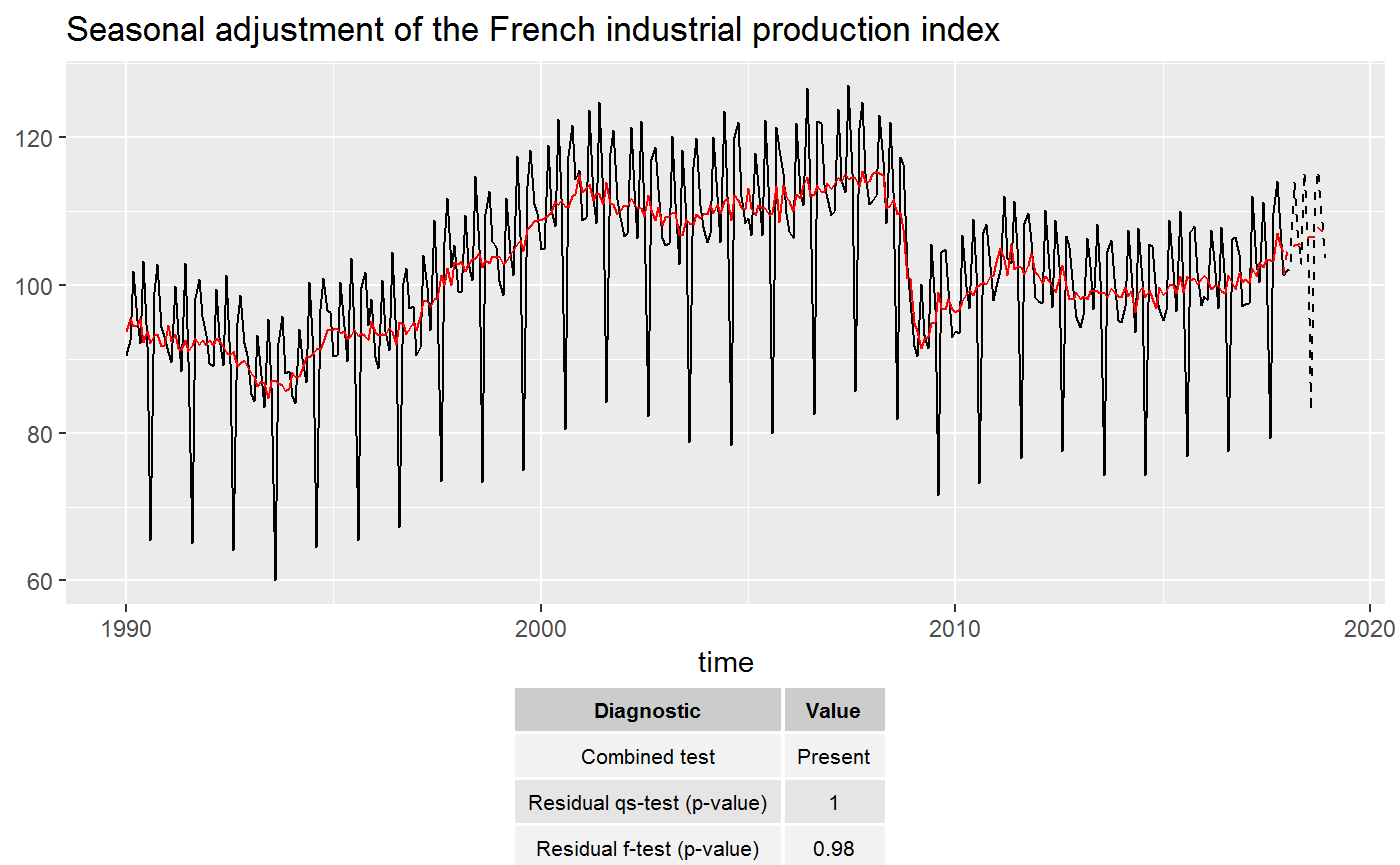 Seasonal adjustment of the French industrial production index
120
100
80
60
1990 2000 2010 2020
time
Diagnostic Value
Combined test Present
Residual qs-test (p-value) 1
Residual f-test (p-value) 0.98